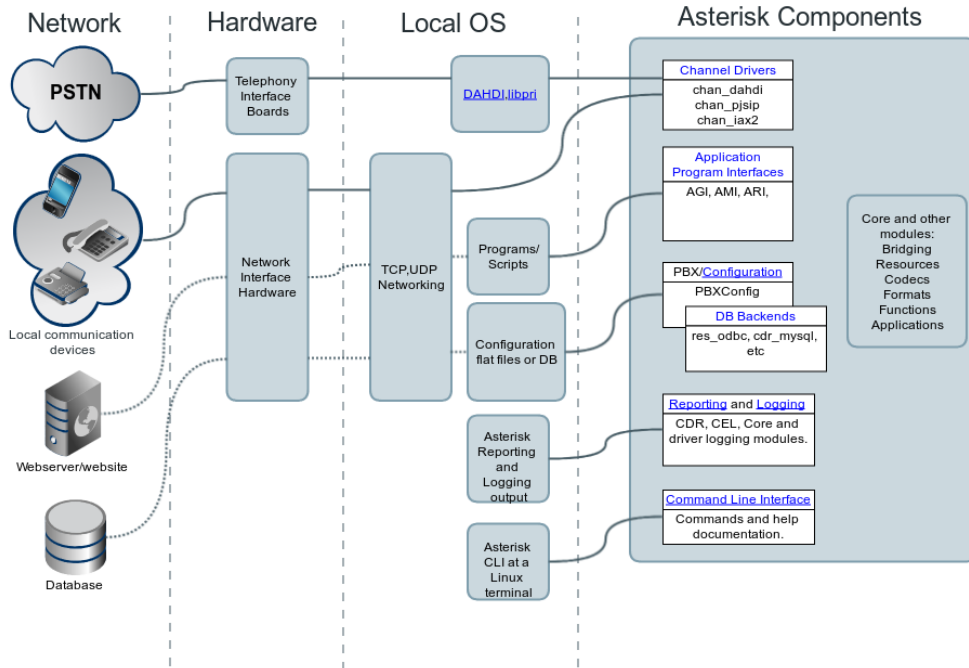 Network
Hardware
Local OS
Asterisk Components
PSTN
Telephony
Interface
Boards
DAHDI,libpri
Channel Drivers
chan_dahdi
chan_pjsip
chan_iax2
Application
Program Interfaces
AGI, AMI, ARI,
Local communication
devices
Network
Interface
Hardware
TCP,UDP
Networking
Programs/
Scripts
PBX/Configuration
PBXConfig
DB Backends
res_odbc, cdr_mysql,
etc
Core and other
modules:
Bridging
Resources
Codecs
Formats
Functions
Applications
Configuration
flat files or DB
Webserver/website
Asterisk
Reporting
and
Logging
output
Reporting and Logging
CDR, CEL, Core and
driver logging modules.
Database
Asterisk
CLI at a
Linux
terminal
Command Line Interface
Commands and help
documentation.